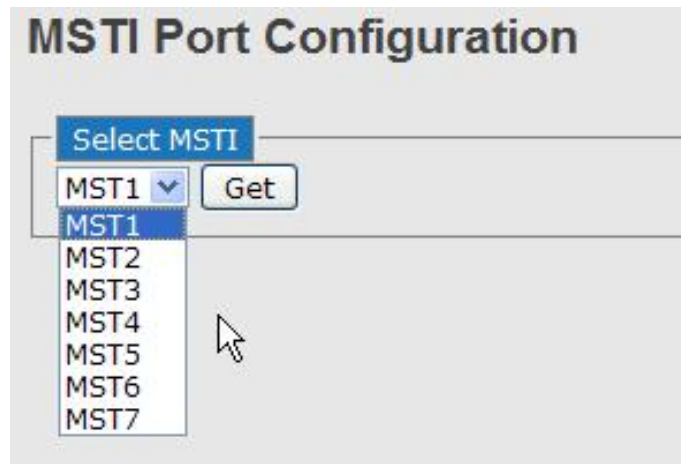 MSTI Port Configuration
Select MSTI
MST1 Get
MST1
MST2
MST3
MST4
MST5
MST6
MST7